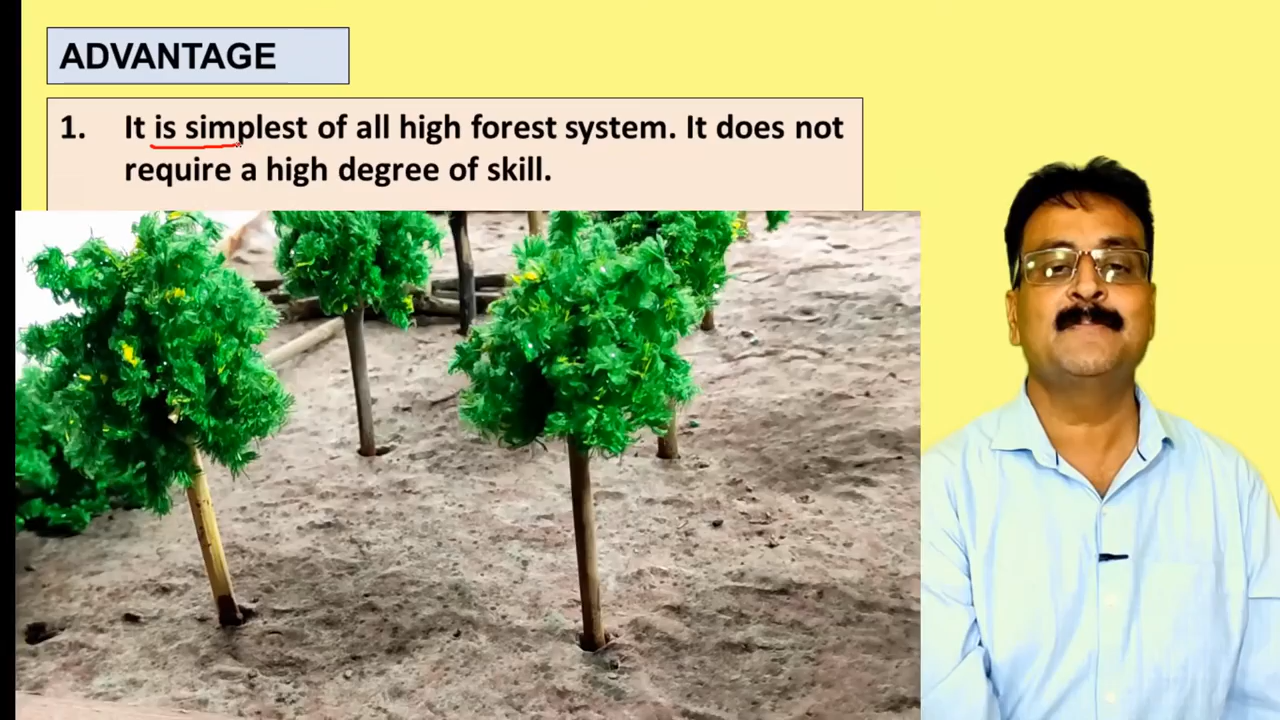 ADVANTAGE
1. It is simplest of all high forest system. It does not
require a high degree of skill.